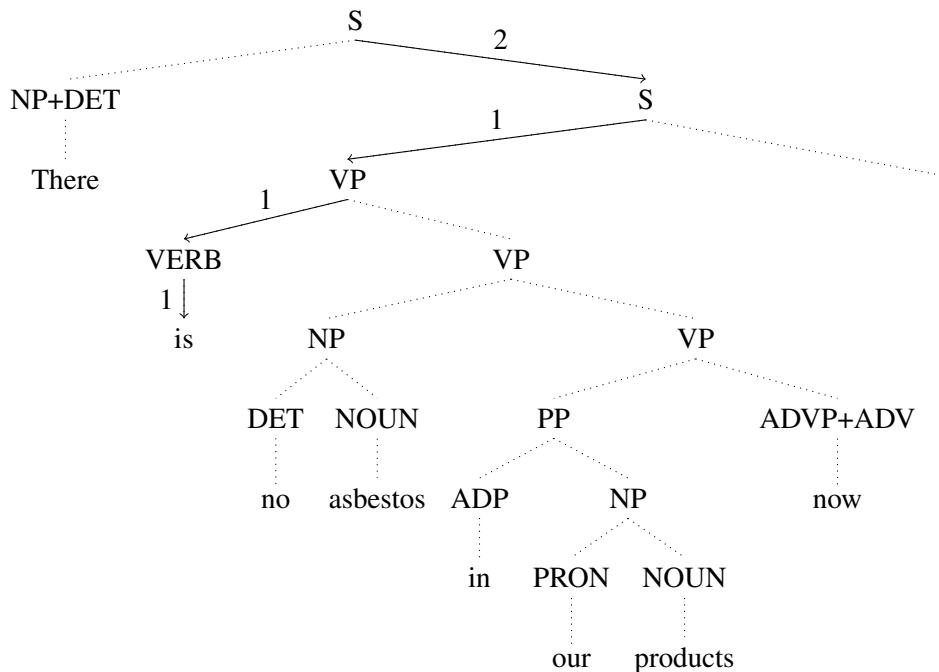 S
2
NP+DET S
1
There VP
1
VERB VP
1
is NP VP
DET NOUN PP ADVP+ADV
no asbestos ADP NP now
in PRON NOUN
our products